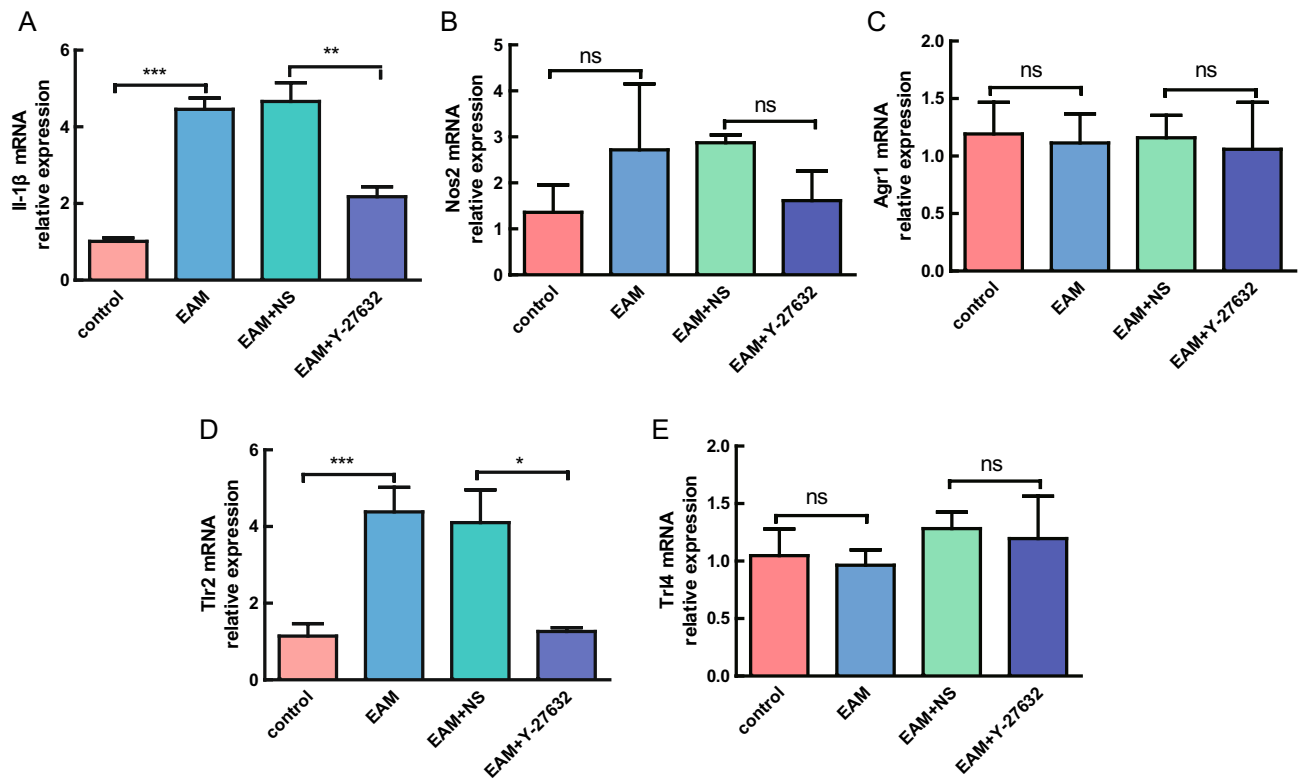 A
Il-1β mRNA
relative expression
6
4
2
0
***
**
control
EAM
EAM+NS
EAM+Y-27632
B
Nos2 mRNA
relative expression
5
4
3
2
1
0
ns
ns
control
EAM
EAM+NS
EAM+Y-27632
C
Agr1 mRNA
relative expression
2.0
1.5
1.0
0.5
0.0
ns
ns
control
EAM
EAM+NS
EAM+Y-27632
D
Tlr2 mRNA
relative expression
6
4
2
0
***
*
control
EAM
EAM+NS
EAM+Y-27632
E
Trl4 mRNA
relative expression
2.0
1.5
1.0
0.5
0.0
ns
ns
control
EAM
EAM+NS
EAM+Y-27632